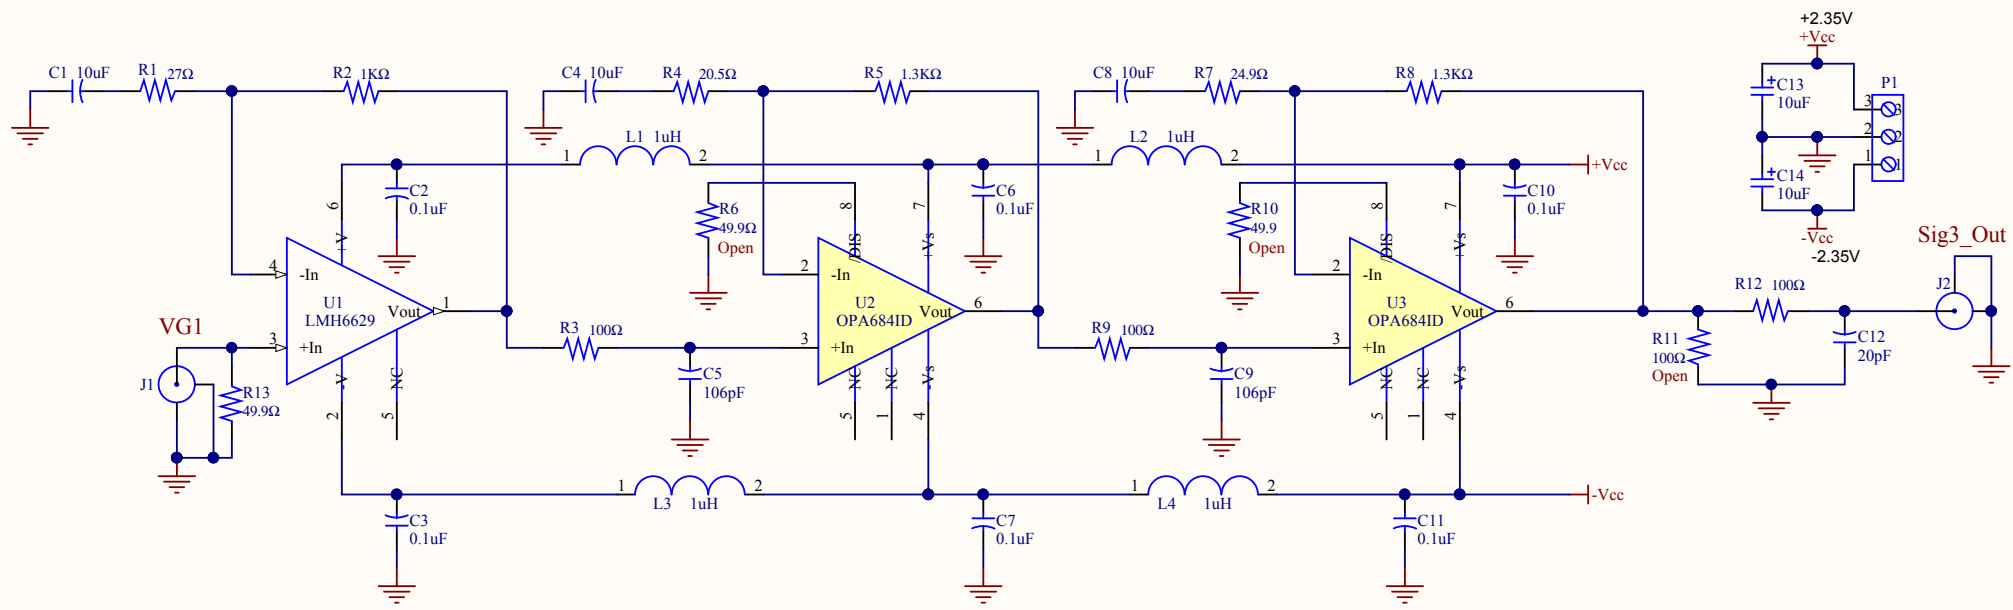 +2.35V
+Vcc
C1 10uF
R1 27Ω
R2 1KΩ
C4 10uF
R4 20.5Ω
R5 1.3KΩ
C8 10uF
R7 24.9Ω
R8 1.3KΩ
C13
10uF
P1
3
3
2
2
1
1
C14
10uF
-Vcc
-2.35V
1
L1 1uH
2
1
L2 1uH
2
+Vcc
C2
0.1uF
6
+V
R6
49.9Ω
Open
8
/DIS
7
+Vs
C6
0.1uF
R10
49.9
Open
8
/DIS
7
+Vs
C10
0.1uF
Sig3_Out
4
-In
U1
LMH6629
Vout
1
3
+In
-V
NC
2
5
VG1
J1
R13
49.9Ω
R3 100Ω
C5
106pF
2
-In
U2
OPA684ID
Vout
6
3
+In
NC
NC
-Vs
5
1
4
R9 100Ω
C9
106pF
2
-In
U3
OPA684ID
Vout
6
3
+In
NC
NC
-Vs
5
1
4
R12 100Ω
J2
R11
100Ω
Open
C12
20pF
1
L3 1uH
2
1
L4 1uH
2
-Vcc
C3
0.1uF
C7
0.1uF
C11
0.1uF